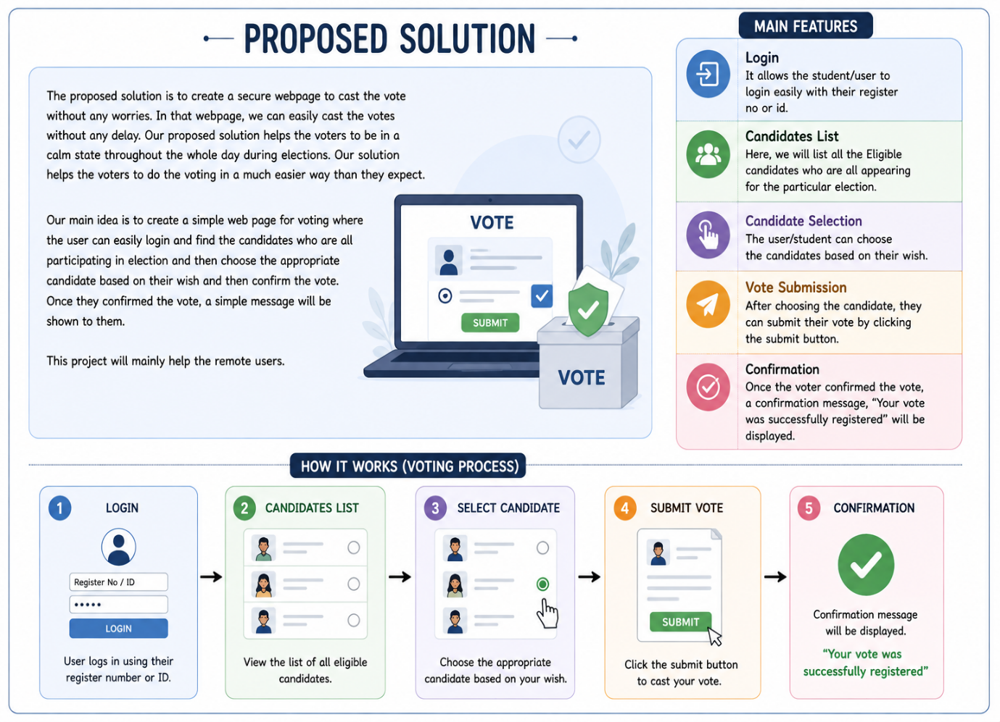 PROPOSED SOLUTION
The proposed solution is to create a secure webpage to cast the vote
without any worries. In that webpage, we can easily cast the votes
without any delay. Our proposed solution helps the voters to be in a
calm state throughout the whole day during elections. Our solution
helps the voters to do the voting in a much easier way than they expect.
Our main idea is to create a simple web page for voting where
the user can easily login and find the candidates who are all
participating in election and then choose the appropriate
candidate based on their wish and then confirm the vote.
Once they confirmed the vote, a simple message will be
shown to them.
This project will mainly help the remote users.
VOTE
SUBMIT
VOTE
MAIN FEATURES
Login
It allows the student/user to
login easily with their register
no or id.
Candidates List
Here, we will list all the Eligible
candidates who are all appearing
for the particular election.
Candidate Selection
The user/student can choose
the candidates based on their wish.
Vote Submission
After choosing the candidate, they
can submit their vote by clicking
the submit button.
Confirmation
Once the voter confirmed the vote,
a confirmation message, “Your vote
was successfully registered” will be
displayed.
HOW IT WORKS (VOTING PROCESS)
1 LOGIN
Register No / ID
LOGIN
User logs in using their
register number or ID.
2 CANDIDATES LIST
View the list of all eligible
candidates.
3 SELECT CANDIDATE
Choose the appropriate
candidate based on your wish.
4 SUBMIT VOTE
SUBMIT
Click the submit button
to cast your vote.
5 CONFIRMATION
Confirmation message
will be displayed.
“Your vote was
successfully registered”